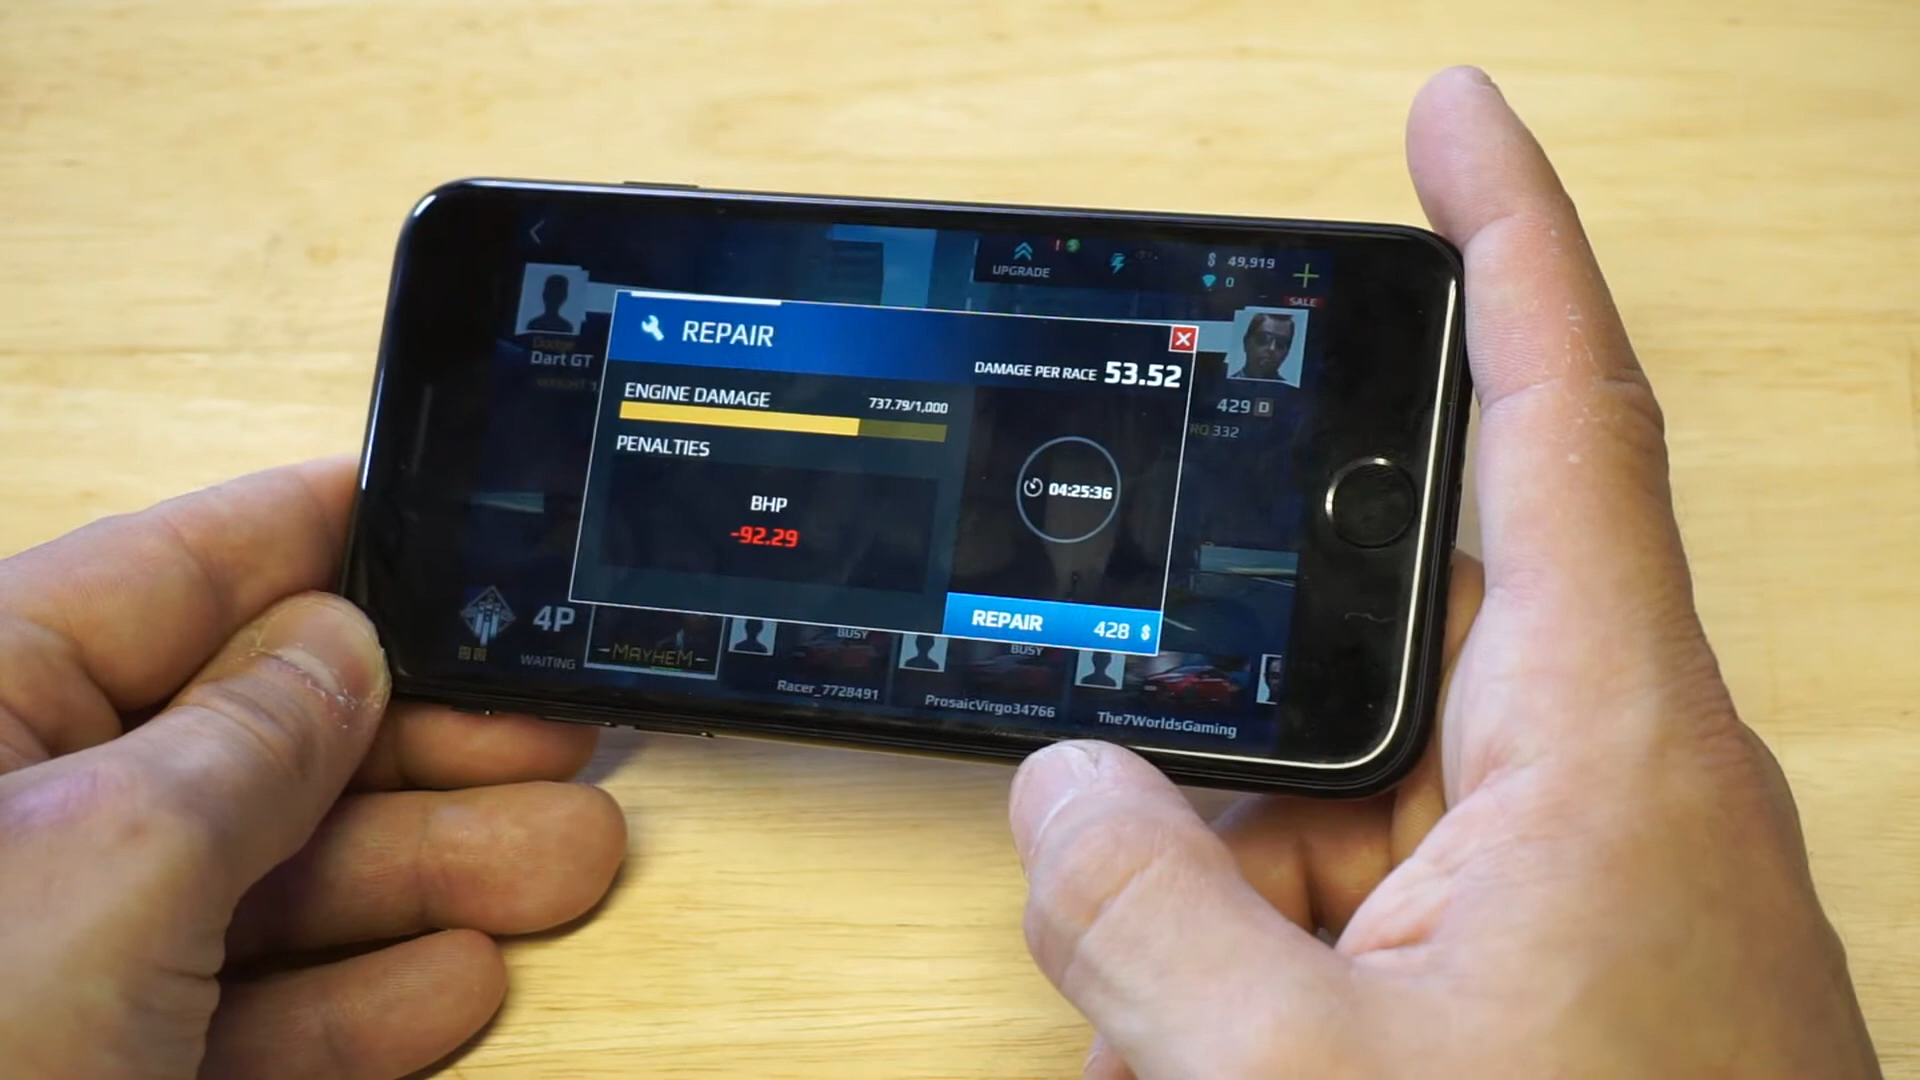 UPGRADE
$ 49,919
0
SALE
Dodge
Dart GT
REPAIR
DAMAGE PER RACE 53.52
ENGINE DAMAGE 737.79/1,000
PENALTIES
BHP
-92.29
04:25:36
REPAIR 428 $
429 D
332
4P
WAITING
MAYHEM
BUSY
BUSY
Racer_7728491
ProsaicVirgo34766
The7WorldsGaming